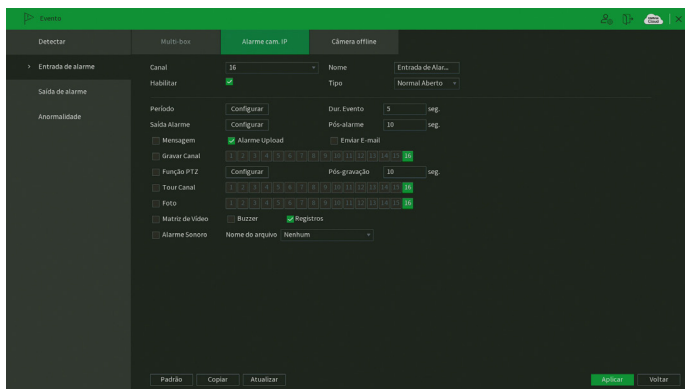 Evento
Detectar
Multi-box Alarme cam. IP Câmera offline
> Entrada de alarme
Canal 16 Nome Entrada de Alar...
Habilitar Tipo Normal Aberto
Saída de alarme
Período Configurar Dur. Evento 5 seg.
Anormalidade
Saída Alarme Configurar Pós-alarme 10 seg.
Mensagem Alarme Upload Enviar E-mail
Gravar Canal 1 2 3 4 5 6 7 8 9 10 11 12 13 14 15 16
Função PTZ Configurar Pós-gravação 10 seg.
Tour Canal 1 2 3 4 5 6 7 8 9 10 11 12 13 14 15 16
Foto 1 2 3 4 5 6 7 8 9 10 11 12 13 14 15 16
Matriz de Vídeo Buzzer Registros
Alarme Sonoro Nome do arquivo Nenhum
Padrão Copiar Atualizar Aplicar Voltar